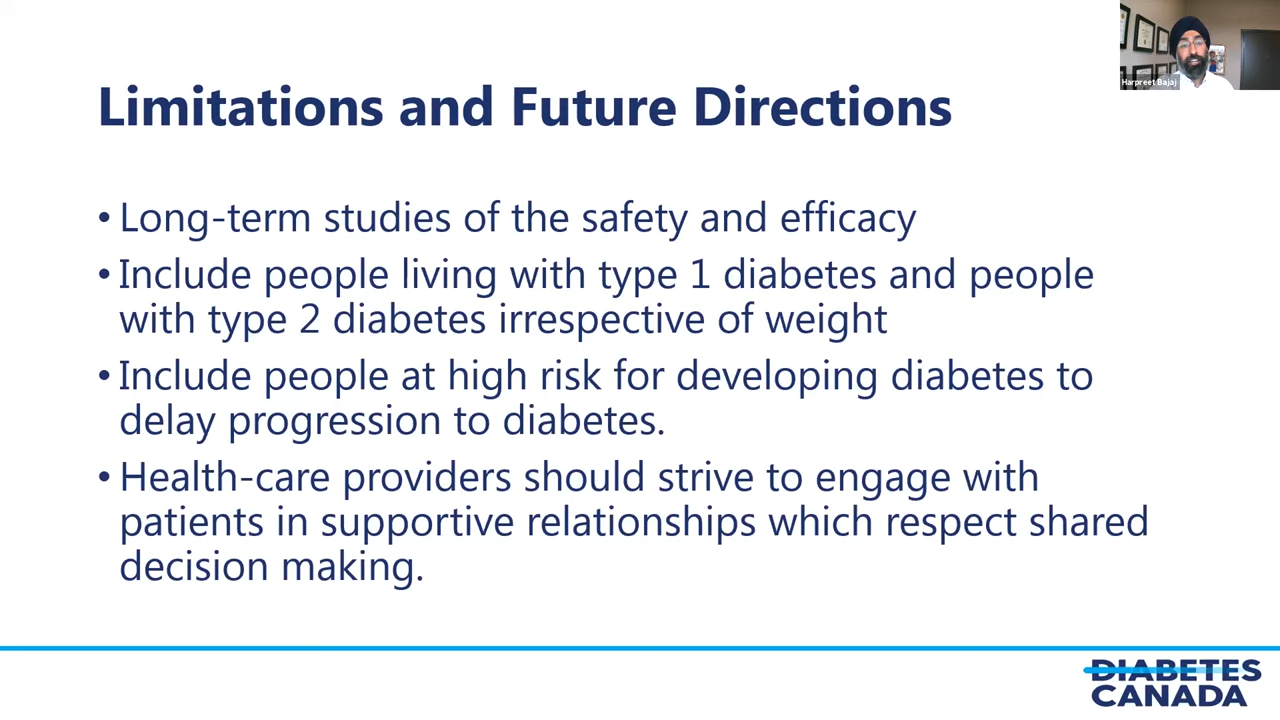 Harpreet Bajaj
Limitations and Future Directions
• Long-term studies of the safety and efficacy
• Include people living with type 1 diabetes and people
with type 2 diabetes irrespective of weight
• Include people at high risk for developing diabetes to
delay progression to diabetes.
• Health-care providers should strive to engage with
patients in supportive relationships which respect shared
decision making.
DIABETES
CANADA